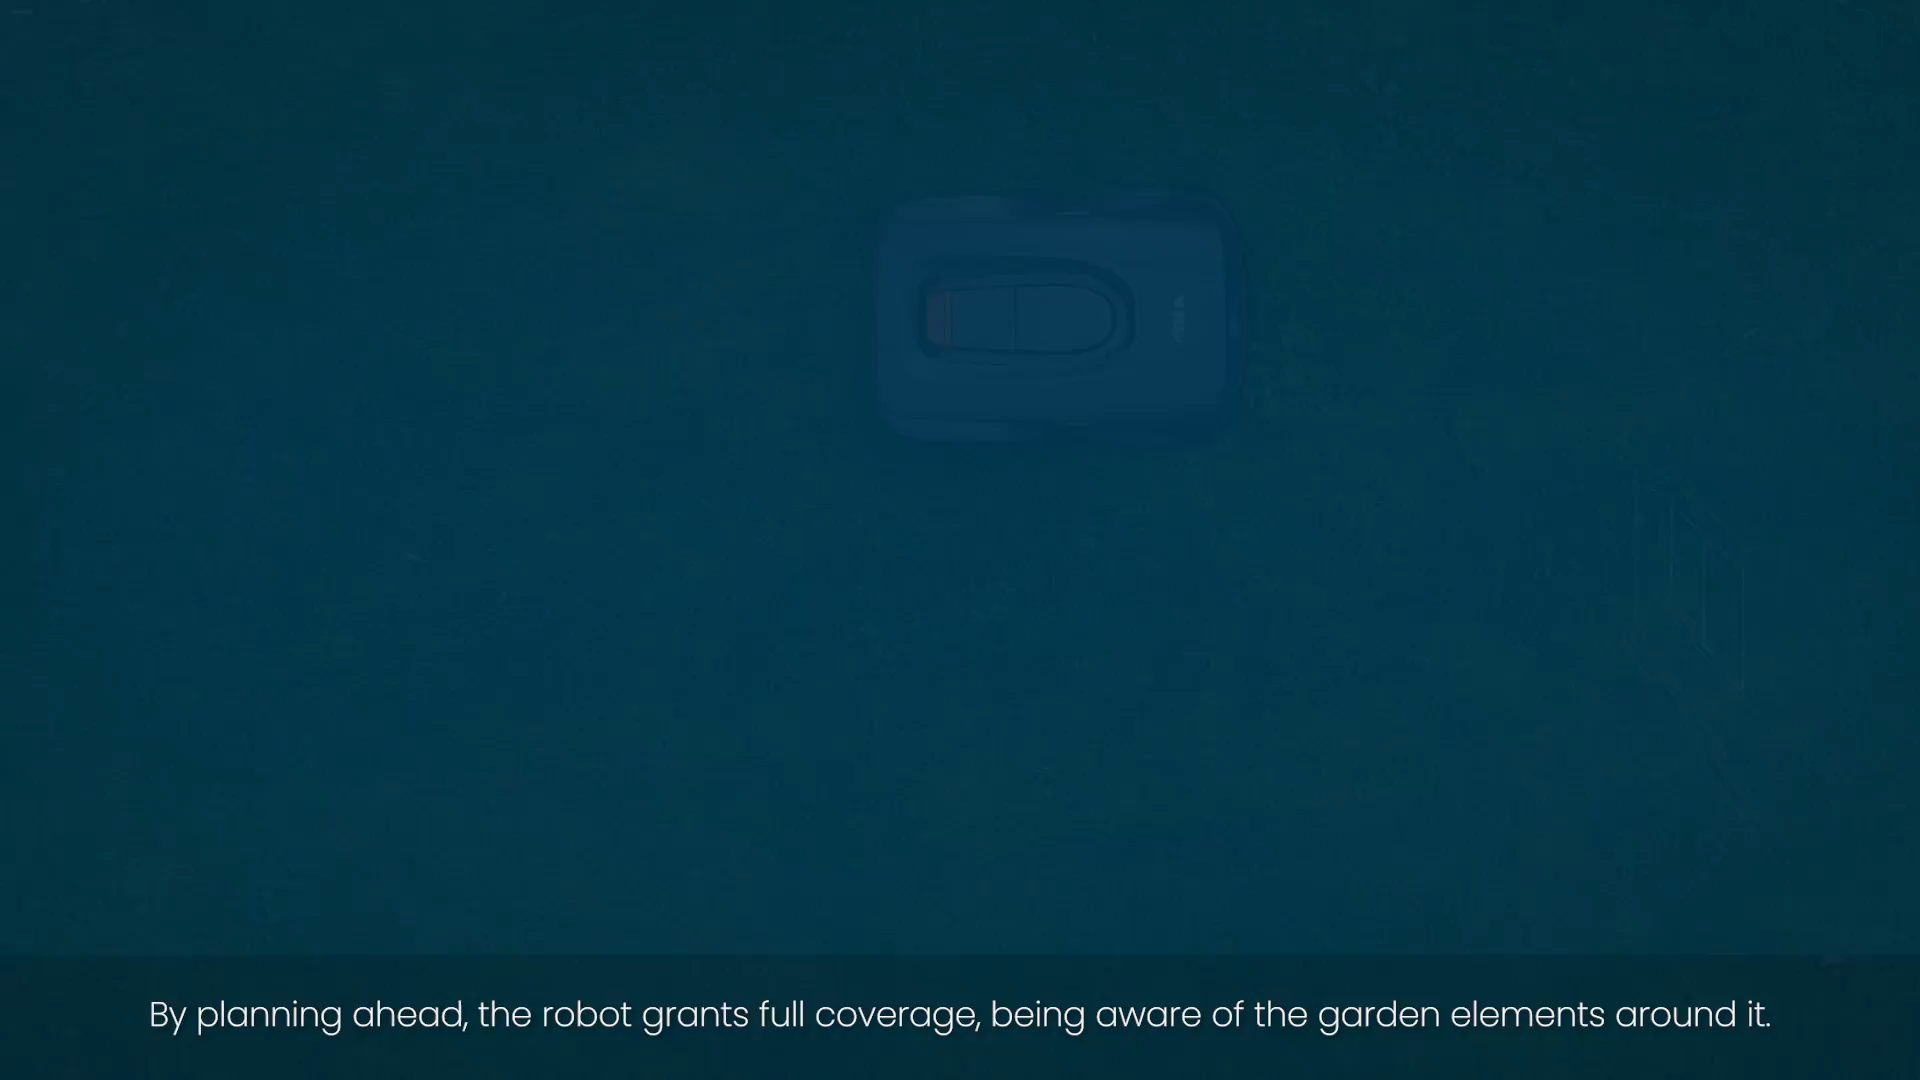 By planning ahead, the robot grants full coverage, being aware of the garden elements around it.